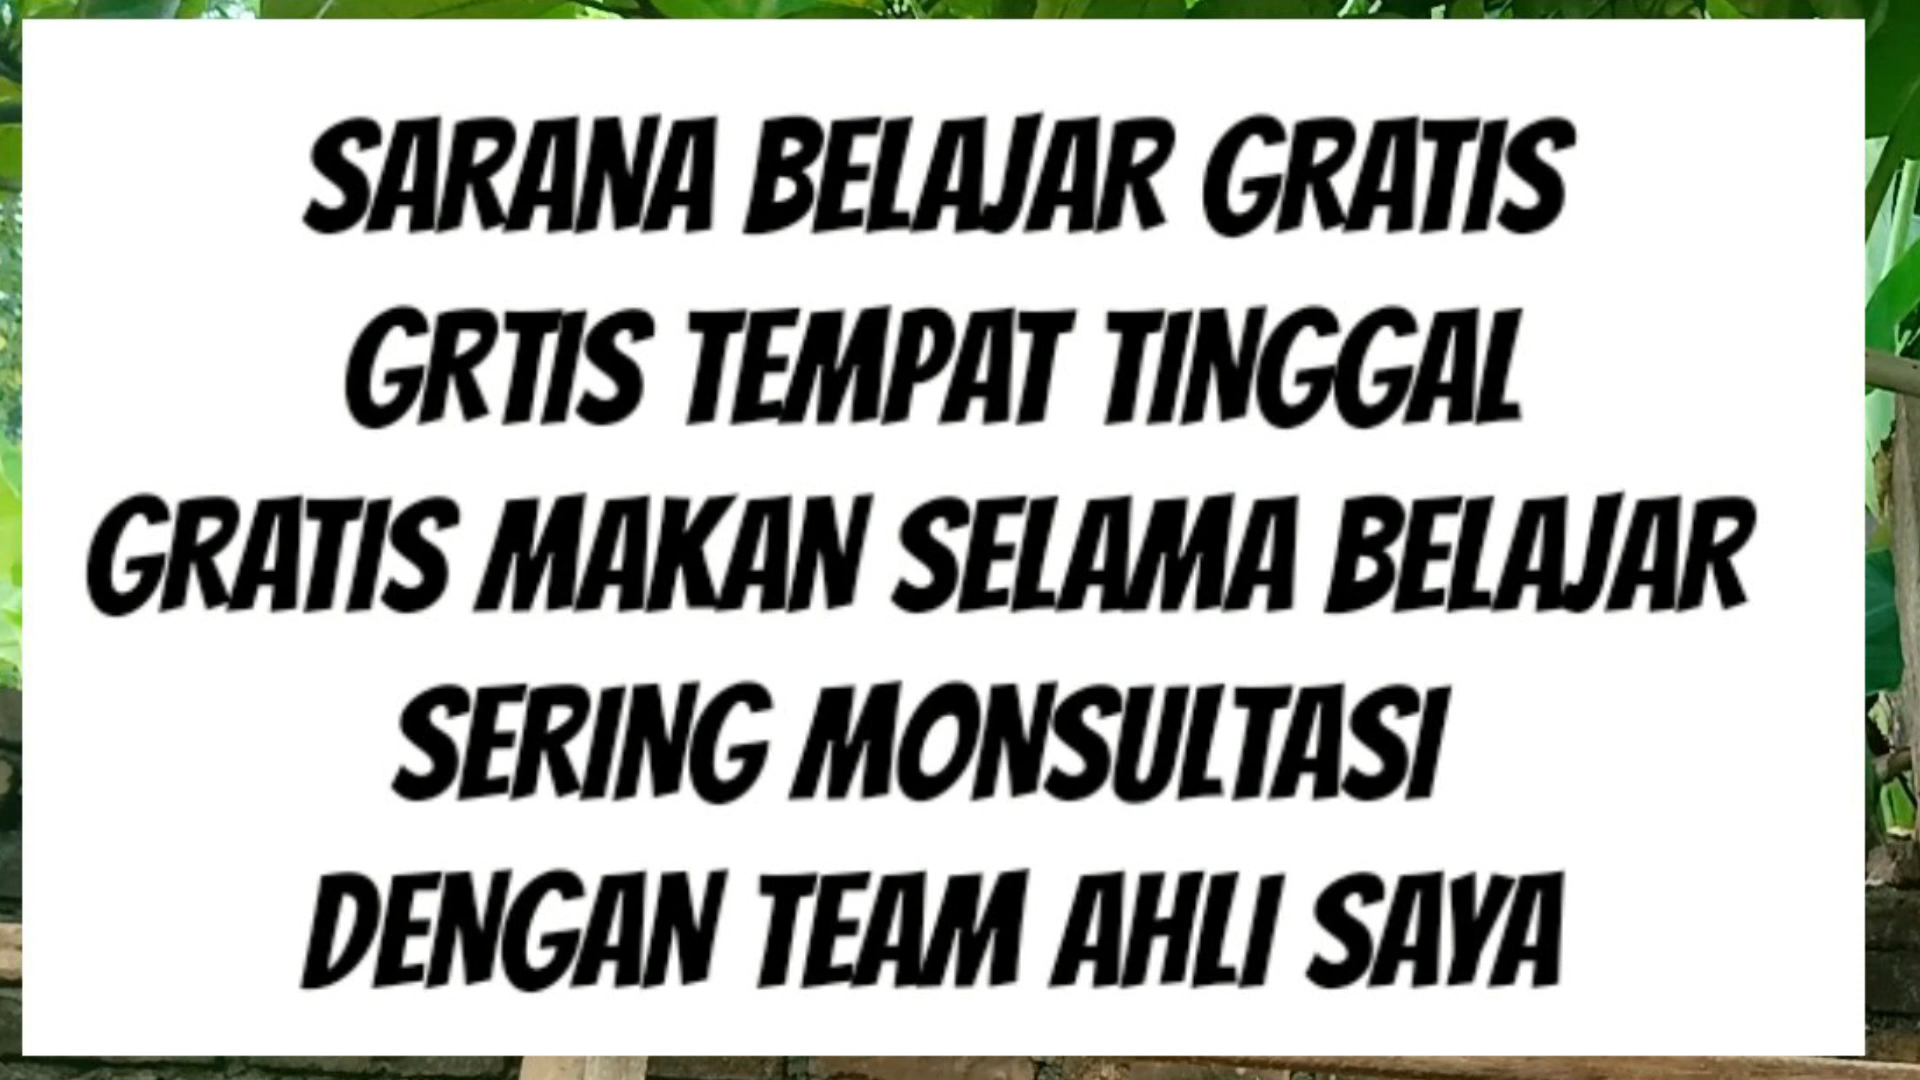 SARANA BELAJAR GRATIS
GRTIS TEMPAT TINGGAL
GRATIS MAKAN SELAMA BELAJAR
SERING MONSULTASI
DENGAN TEAM AHLI SAYA